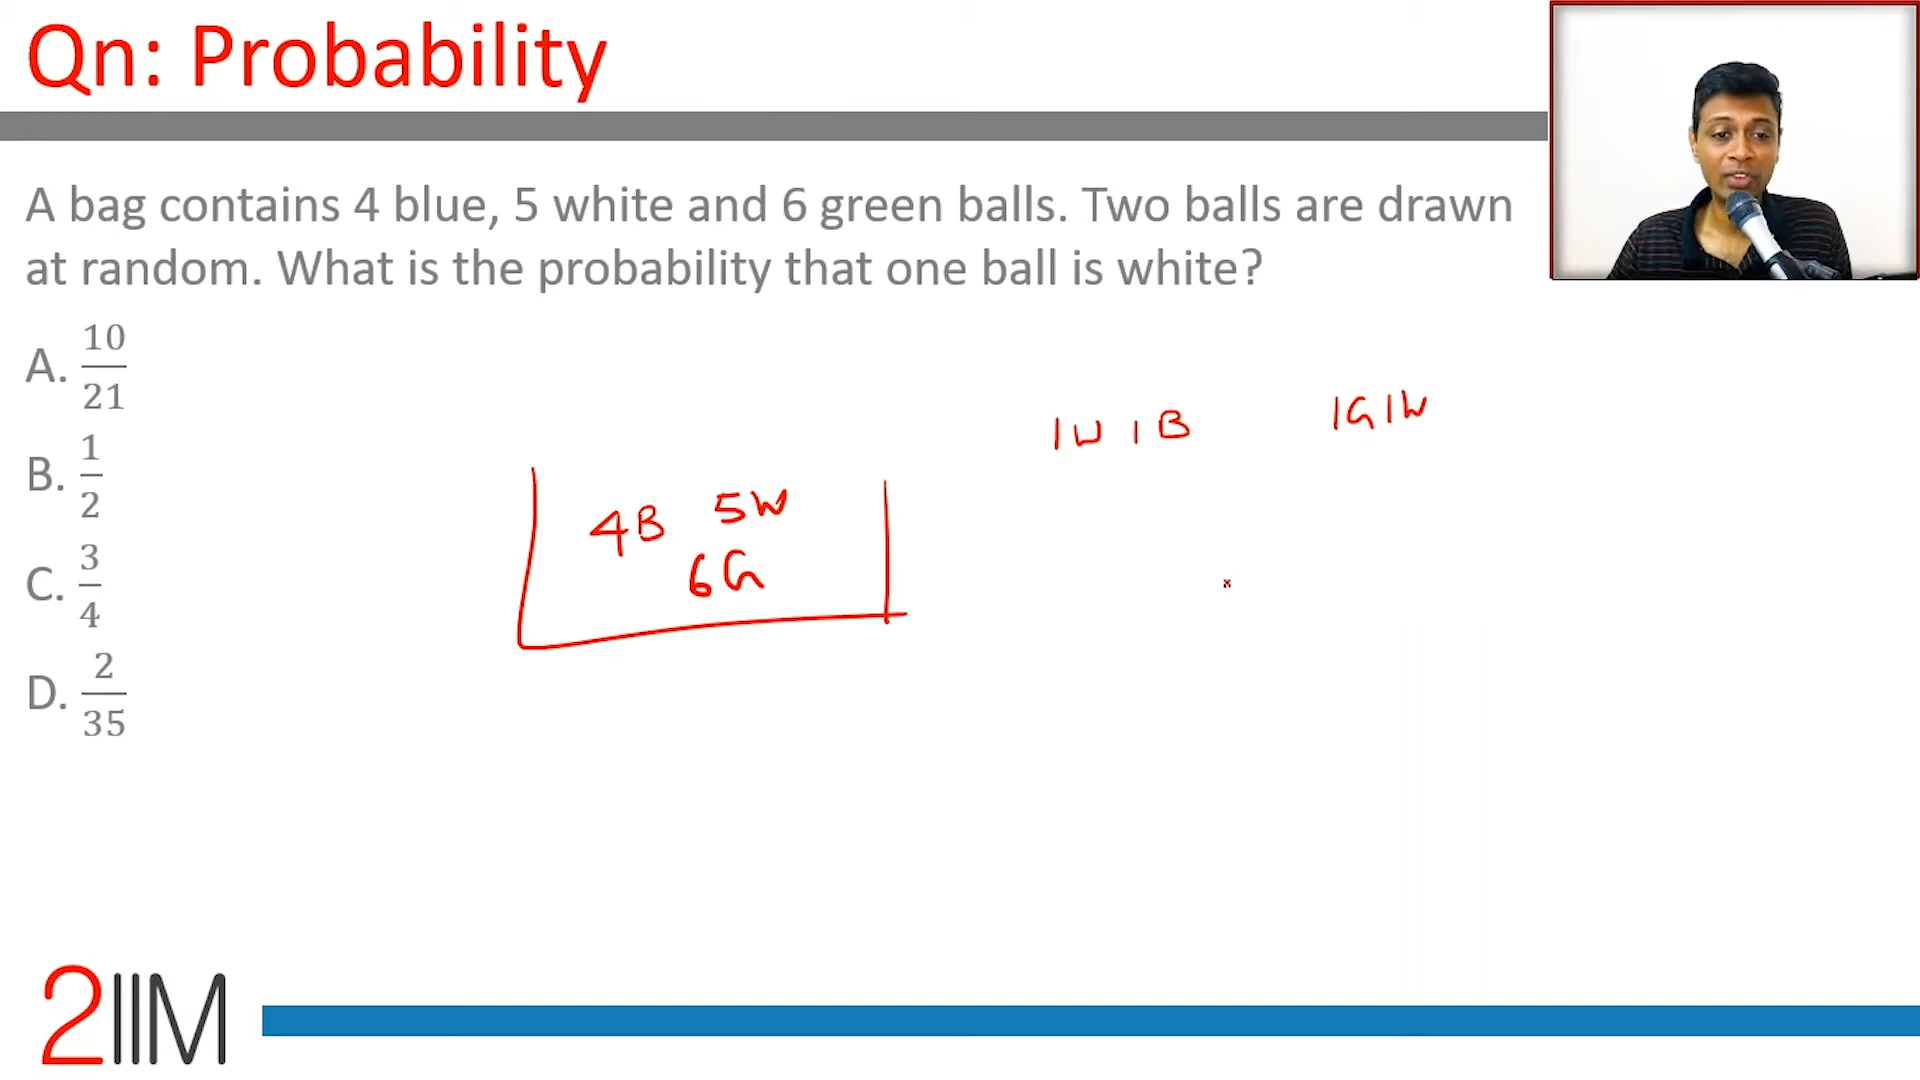 Qn: Probability
A bag contains 4 blue, 5 white and 6 green balls. Two balls are drawn
at random. What is the probability that one ball is white?
A. 10/21
B. 1/2
C. 3/4
D. 2/35
1W 1B 1G 1W
4B 5W
6G
2IIM